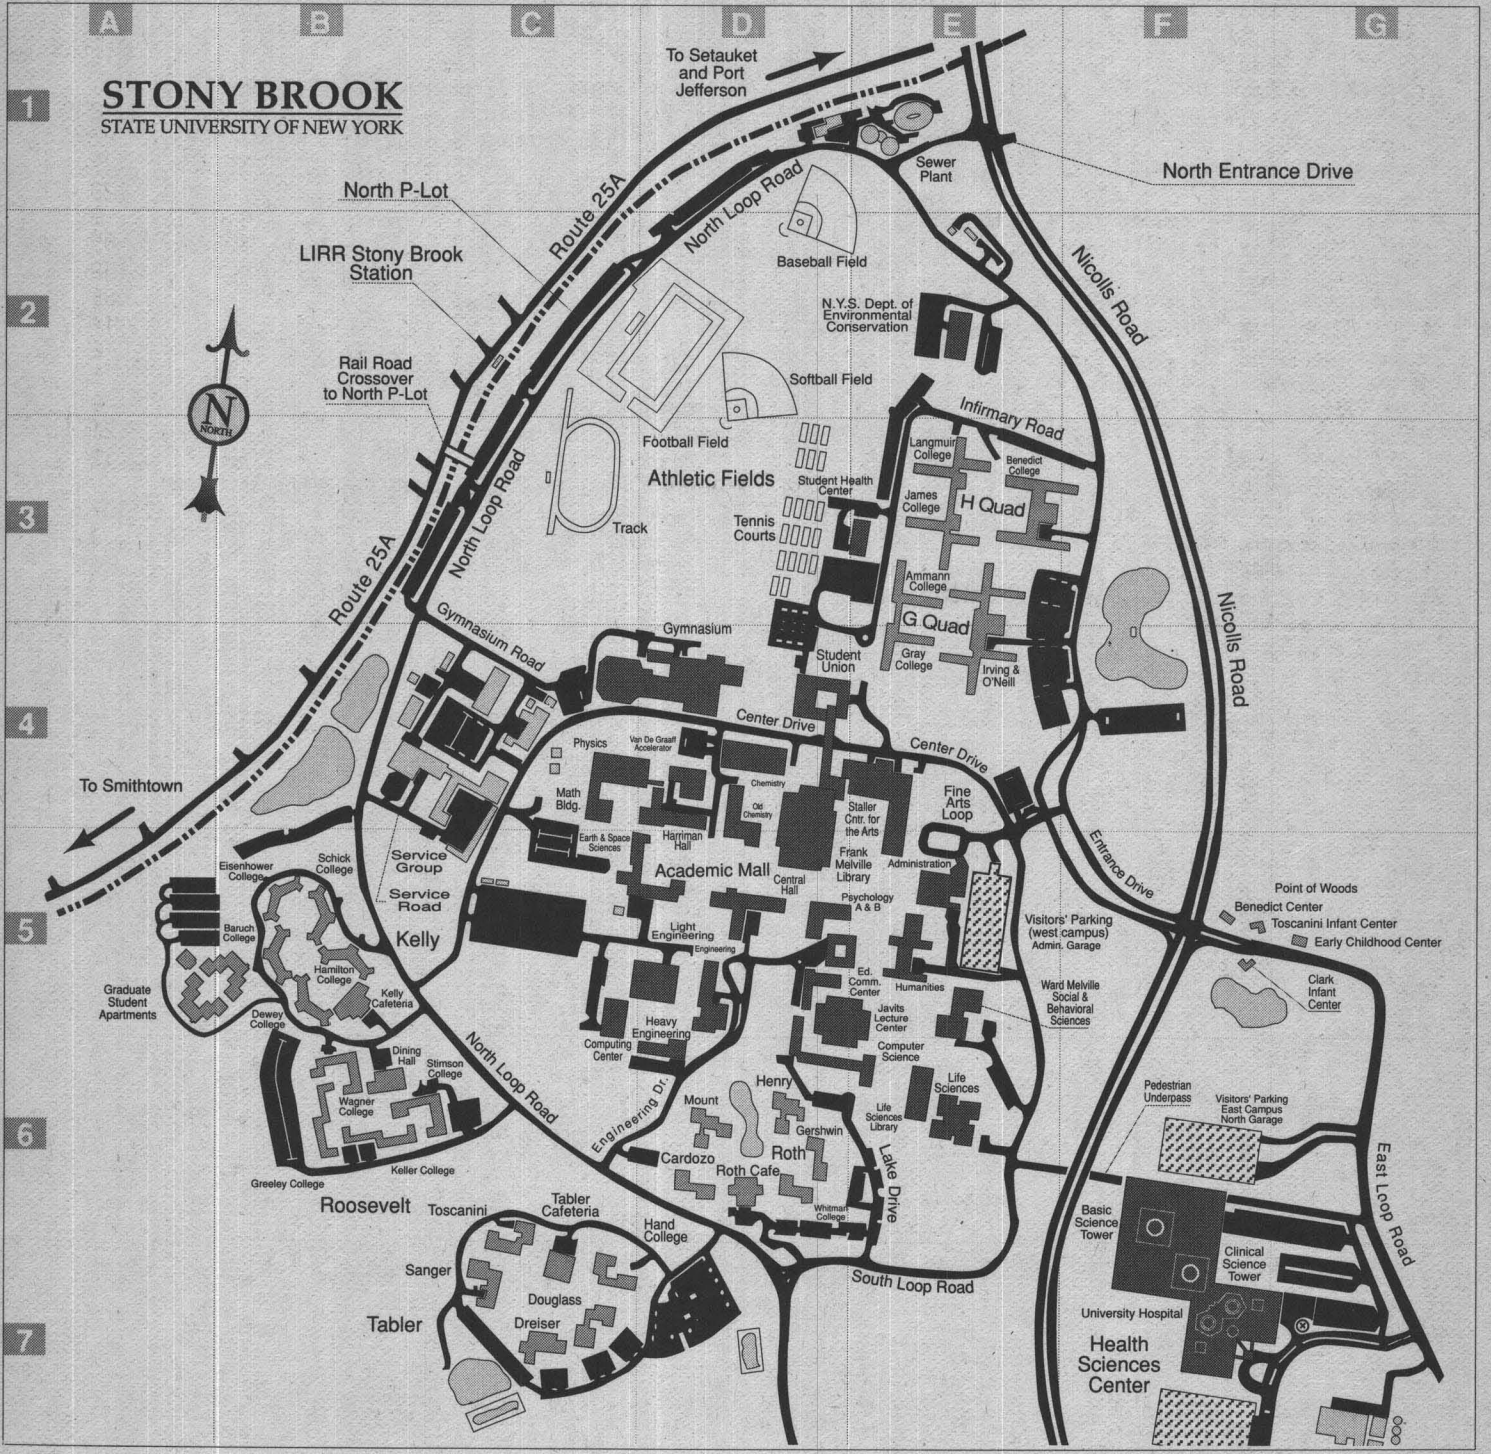 A B C D E F G
1
2
3
4
5
6
7
STONY BROOK
STATE UNIVERSITY OF NEW YORK
To Setauket
and Port
Jefferson
North P-Lot
Route 25A
North Loop Road
Sewer
Plant
North Entrance Drive
LIRR Stony Brook
Station
Baseball Field
Nicolls Road
N.Y.S. Dept. of
Environmental
Conservation
Rail Road
Crossover
to North P-Lot
N
NORTH
Softball Field
Football Field
Athletic Fields
Infirmary Road
Langmuir
College
Benedict
College
Student Health
Center
James
College
H Quad
Track
Tennis
Courts
North Loop Road
Route 25A
Ammann
College
G Quad
Gray
College
Irving &
O'Neill
Nicolls Road
Gymnasium Road
Gymnasium
Student
Union
Center Drive
Center Drive
Physics
Van De Graaff
Accelerator
Chemistry
Old
Chemistry
Math
Bldg.
Harriman
Hall
Earth & Space
Sciences
Staller
Cntr. for
the Arts
Fine
Arts
Loop
To Smithtown
Entrance Drive
Service
Group
Service
Road
Academic Mall
Central
Hall
Frank
Melville
Library
Administration
Psychology
A & B
Eisenhower
College
Schick
College
Baruch
College
Hamilton
College
Kelly
Kelly
Cafeteria
Dewey
College
Graduate
Student
Apartments
Light
Engineering
Engineering
Visitors' Parking
(west campus)
Admin. Garage
Point of Woods
Benedict Center
Toscanini Infant Center
Early Childhood Center
Clark
Infant
Center
Ed.
Comm.
Center
Humanities
Ward Melville
Social &
Behavioral
Sciences
Javits
Lecture
Center
Computer
Science
Heavy
Engineering
Computing
Center
Dining
Hall
Stimson
College
Wagner
College
North Loop Road
Engineering Dr.
Henry
Mount
Gershwin
Life
Sciences
Life
Sciences
Library
Pedestrian
Underpass
Visitors' Parking
East Campus
North Garage
Cardozo
Roth
Roth Cafe
Lake Drive
Whitman
College
Keller College
Greeley College
Roosevelt
Toscanini
Tabler
Cafeteria
Hand
College
Sanger
Douglass
Dreiser
Tabler
South Loop Road
Basic
Science
Tower
Clinical
Science
Tower
East Loop Road
University Hospital
Health
Sciences
Center